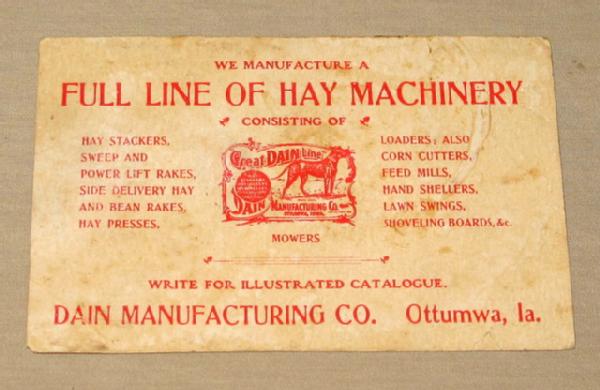 WE MANUFACTURE A
FULL LINE OF HAY MACHINERY
CONSISTING OF
HAY STACKERS,
SWEEP AND
POWER LIFT RAKES,
SIDE DELIVERY HAY
AND BEAN RAKES,
HAY PRESSES,
Great DAIN Line
DAIN MANUFACTURING CO.
OTTUMWA, IOWA.
MOWERS
LOADERS; ALSO
CORN CUTTERS,
FEED MILLS,
HAND SHELLERS,
LAWN SWINGS,
SHOVELING BOARDS, &c.
WRITE FOR ILLUSTRATED CATALOGUE.
DAIN MANUFACTURING CO. Ottumwa, Ia.